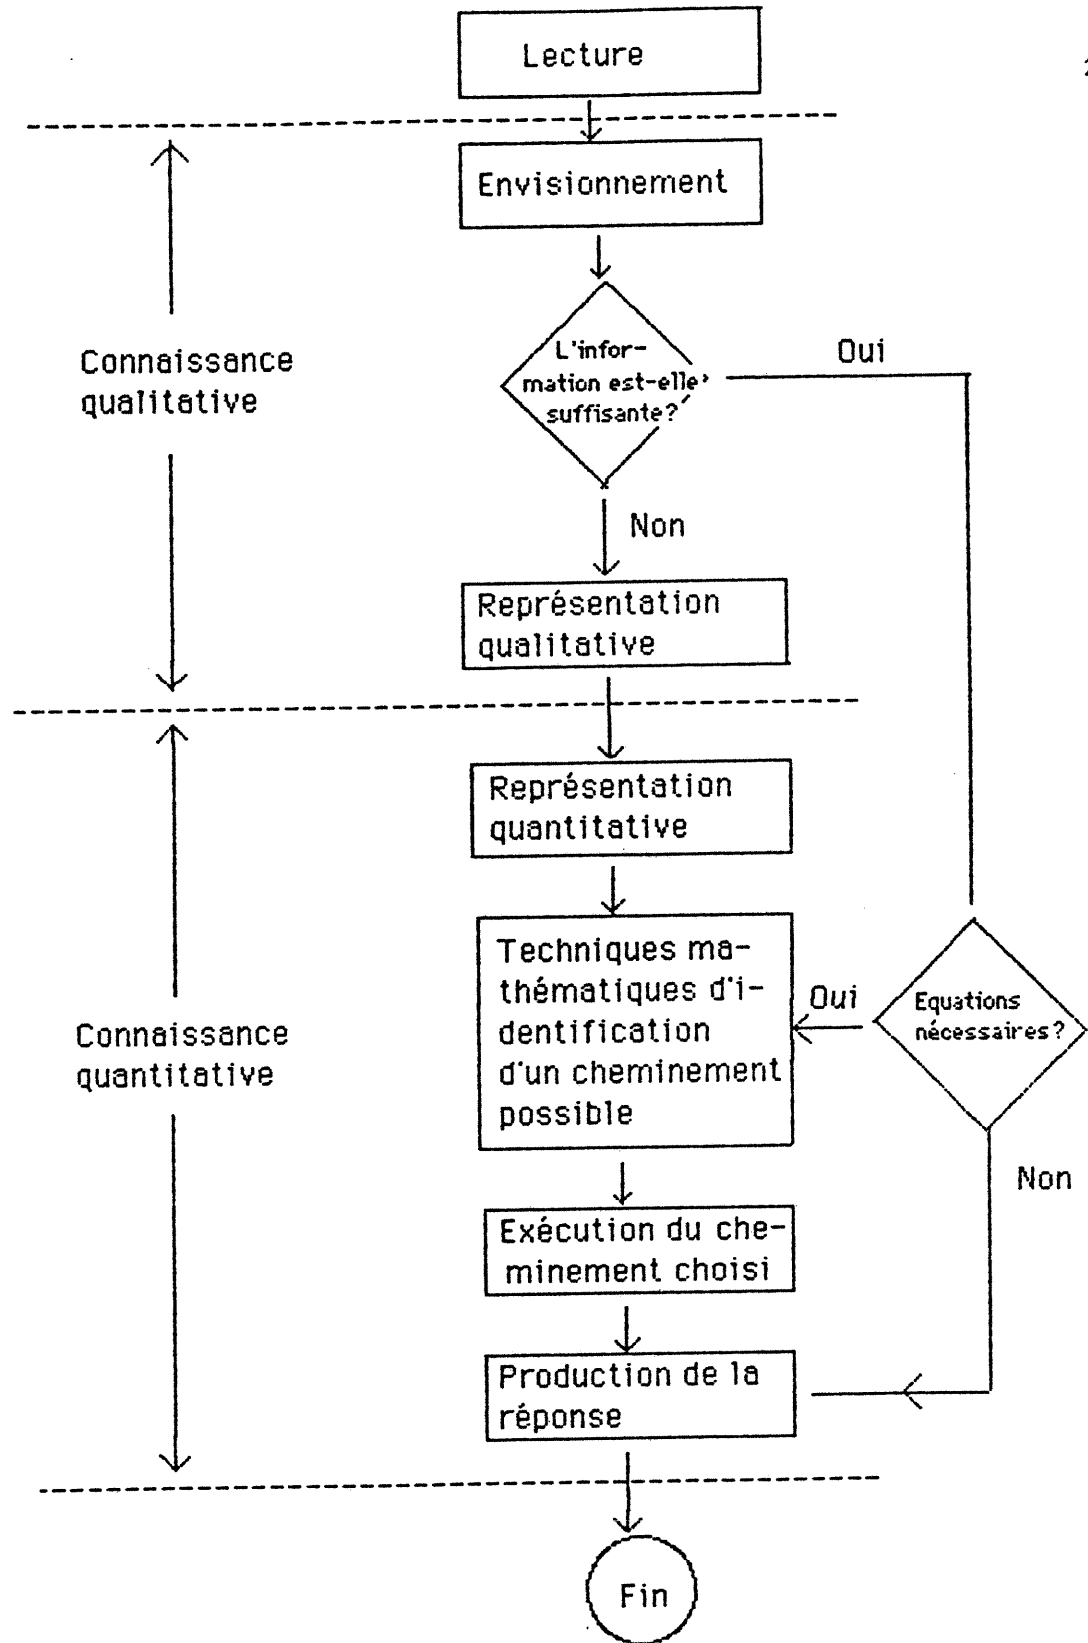 Lecture
Envisionnement
L'infor-
mation est-elle
suffisante?
Oui
Connaissance
qualitative
Non
Représentation
qualitative
Représentation
quantitative
Techniques ma-
thématiques d'i-
dentification
d'un cheminement
possible
Oui
Equations
nécessaires?
Connaissance
quantitative
Non
Exécution du che-
minement choisi
Production de la
réponse
Fin